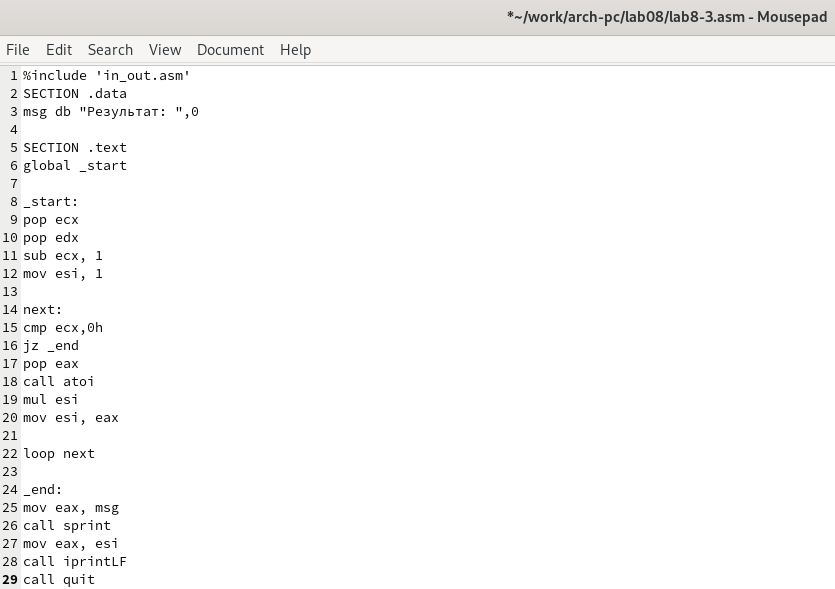 *~/work/arch-pc/lab08/lab8-3.asm - Mousepad
File Edit Search View Document Help
1 %include 'in_out.asm'
2 SECTION .data
3 msg db "Результат: ",0
4
5 SECTION .text
6 global _start
7
8 _start:
9 pop ecx
10 pop edx
11 sub ecx, 1
12 mov esi, 1
13
14 next:
15 cmp ecx,0h
16 jz _end
17 pop eax
18 call atoi
19 mul esi
20 mov esi, eax
21
22 loop next
23
24 _end:
25 mov eax, msg
26 call sprint
27 mov eax, esi
28 call iprintLF
29 call quit